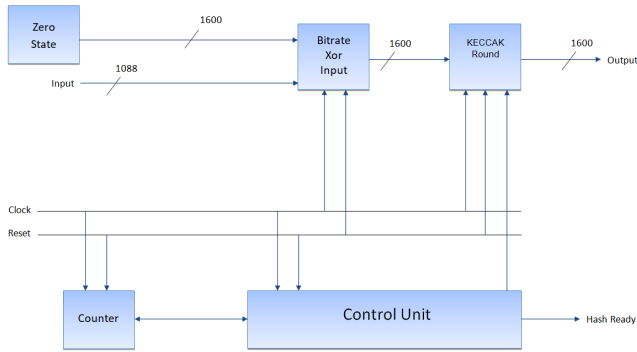 Zero
State
1600
Input
1088
Bitrate
Xor
Input
1600
KECCAK
Round
1600
Output
Clock
Reset
Counter
Control Unit
Hash Ready